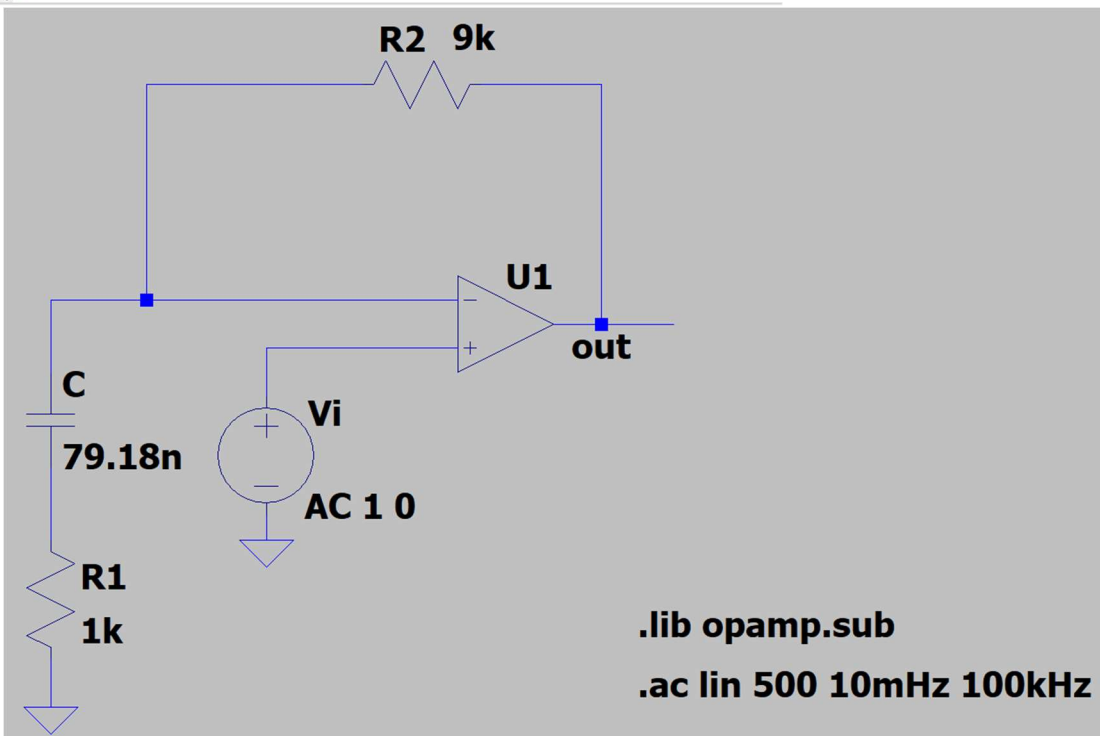 R2 9k
U1
out
C
79.18n
Vi
AC 1 0
R1
1k
.lib opamp.sub
.ac lin 500 10mHz 100kHz